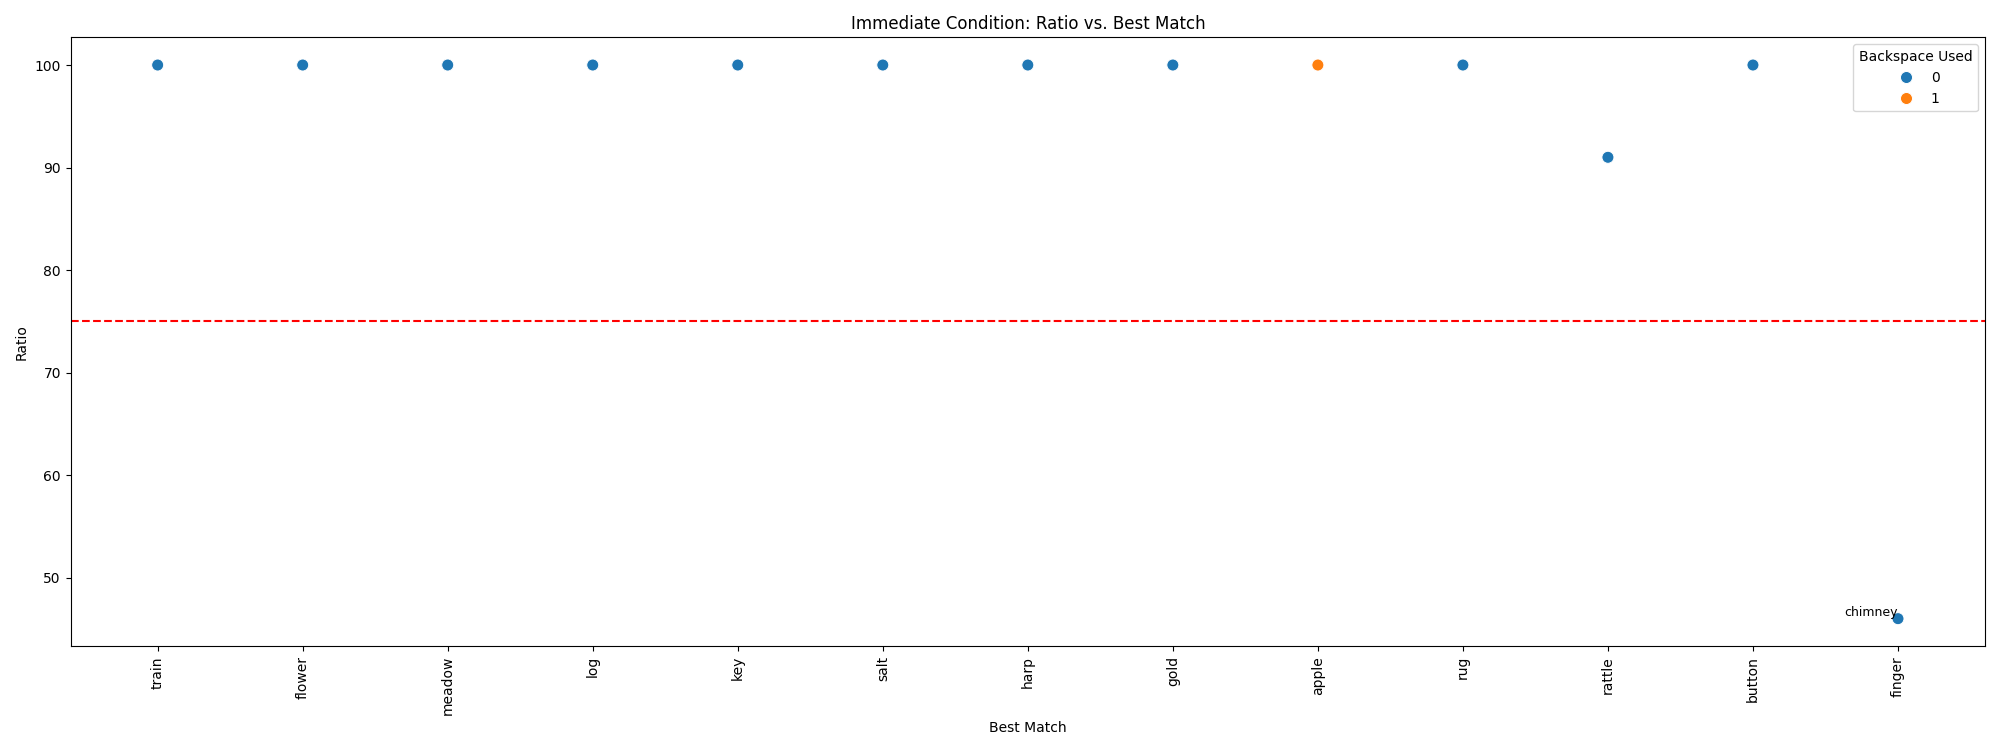 Immediate Condition: Ratio vs. Best Match
Backspace Used
0
1
100
90
80
70
60
50
Ratio
chimney
train
flower
meadow
log
key
salt
harp
gold
apple
rug
rattle
button
finger
Best Match